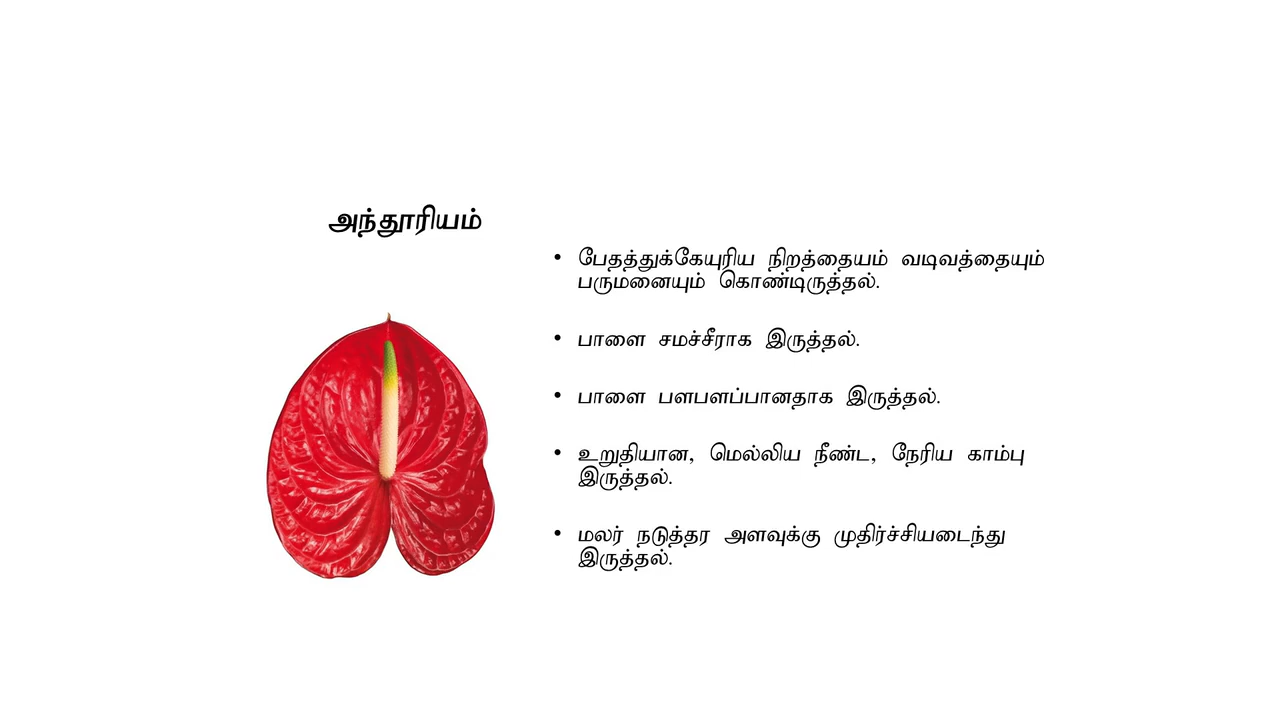 அந்தூரியம்
• பேதத்துக்கேயுரிய நிறத்தையம் வடிவத்தையும்
பருமனையும் கொண்டிருத்தல்.
• பாளை சமச்சீராக இருத்தல்.
• பாளை பளபளப்பானதாக இருத்தல்.
• உறுதியான, மெல்லிய நீண்ட, நேரிய காம்பு
இருத்தல்.
• மலர் நடுத்தர அளவுக்கு முதிர்ச்சியடைந்து
இருத்தல்.